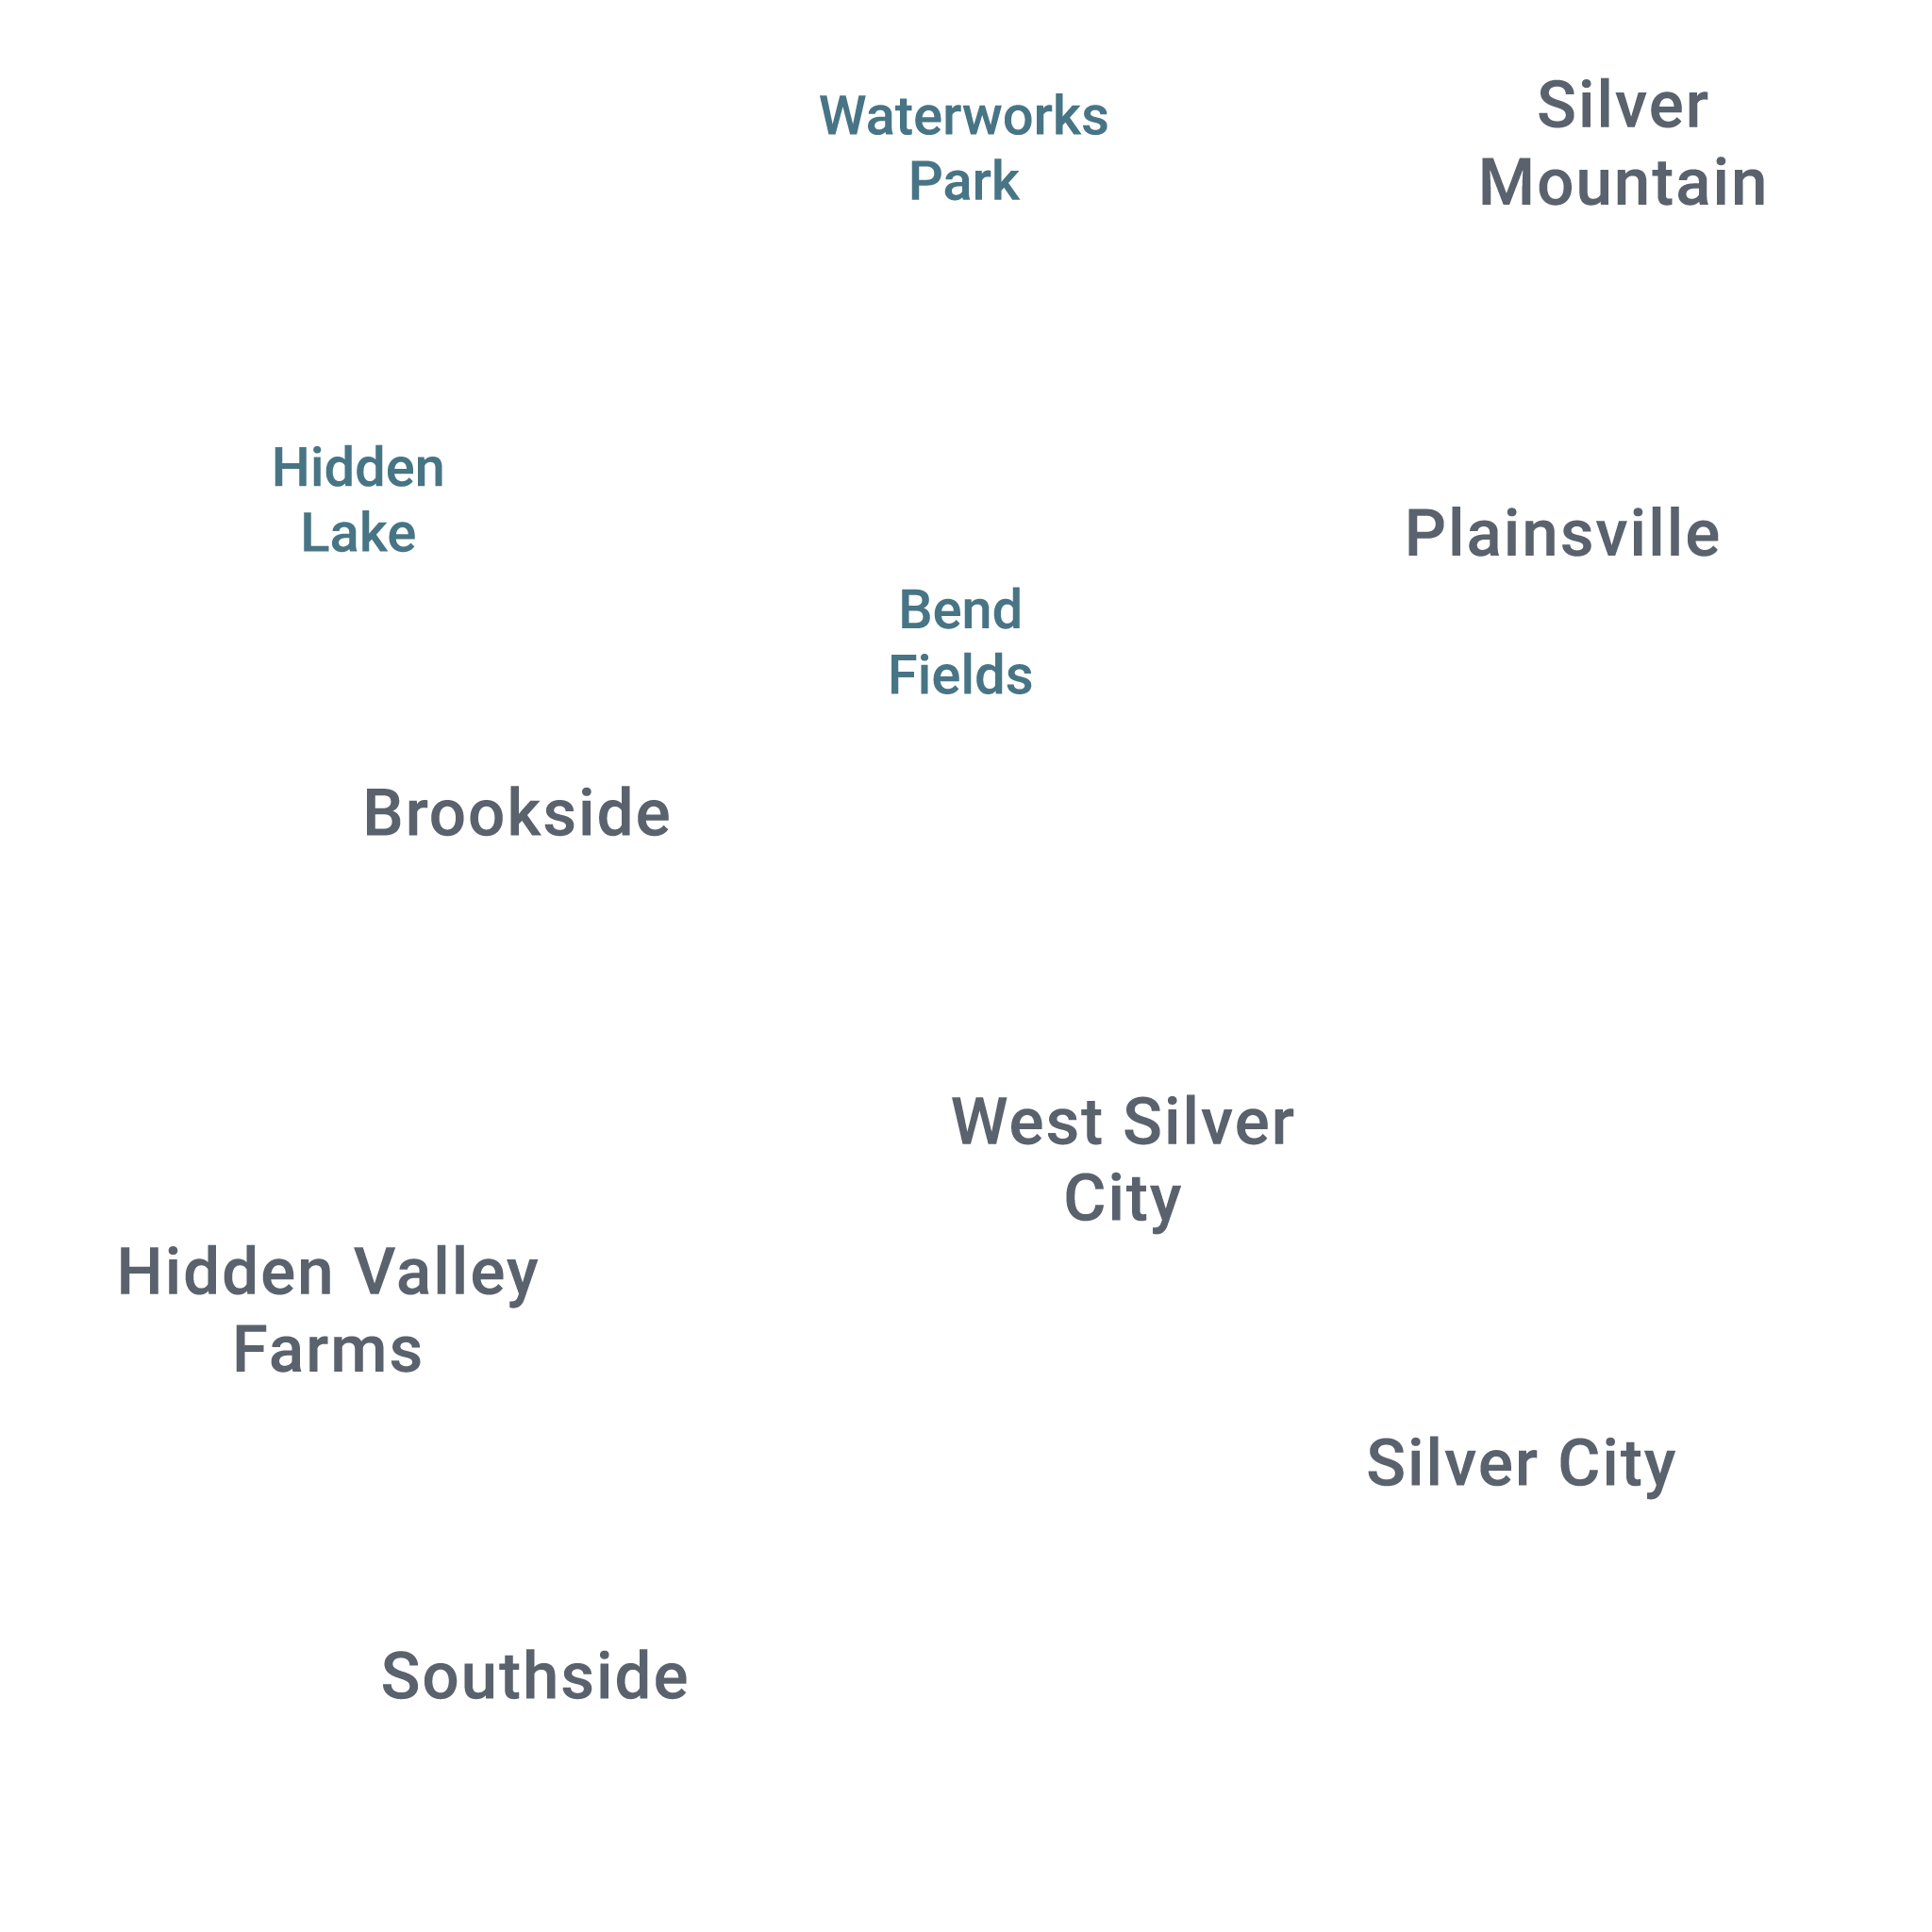 Waterworks
Park
Silver
Mountain
Hidden
Lake
Plainsville
Bend
Fields
Brookside
West Silver
City
Hidden Valley
Farms
Silver City
Southside